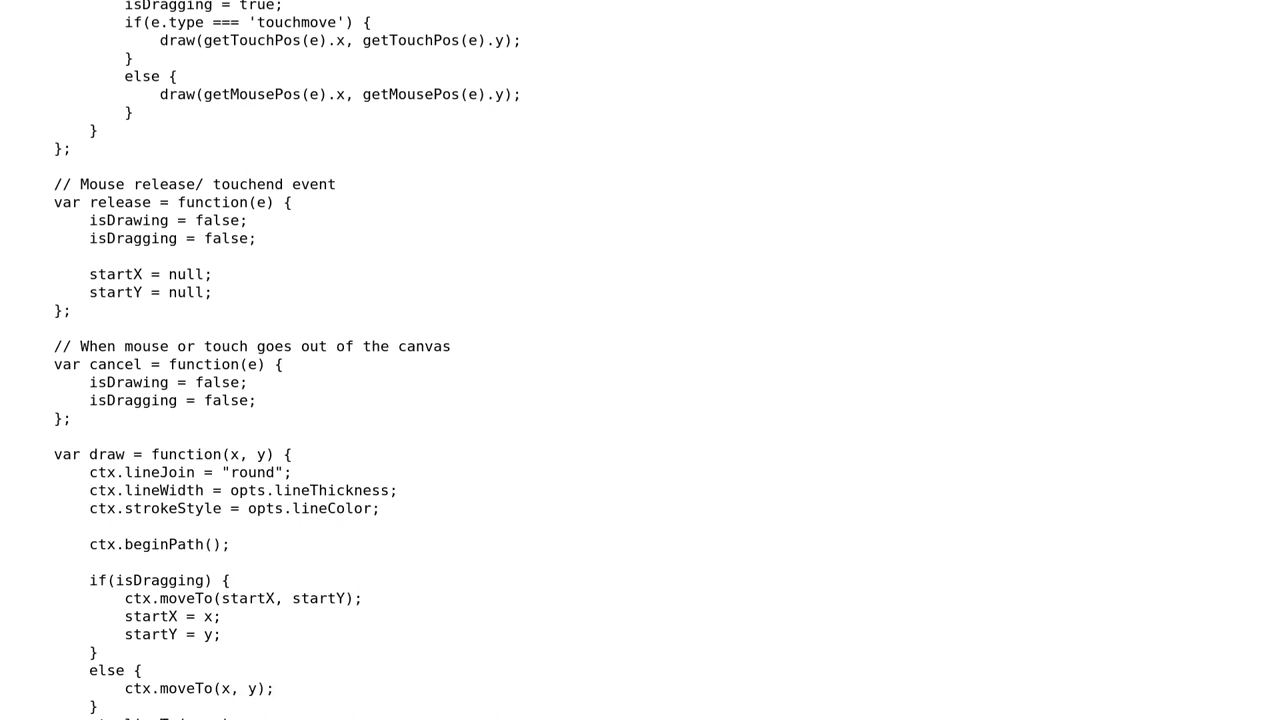 isDragging = true;
if(e.type === 'touchmove') {
draw(getTouchPos(e).x, getTouchPos(e).y);
}
else {
draw(getMousePos(e).x, getMousePos(e).y);
}
}
};
// Mouse release/ touchend event
var release = function(e) {
isDrawing = false;
isDragging = false;
startX = null;
startY = null;
};
// When mouse or touch goes out of the canvas
var cancel = function(e) {
isDrawing = false;
isDragging = false;
};
var draw = function(x, y) {
ctx.lineJoin = "round";
ctx.lineWidth = opts.lineThickness;
ctx.strokeStyle = opts.lineColor;
ctx.beginPath();
if(isDragging) {
ctx.moveTo(startX, startY);
startX = x;
startY = y;
}
else {
ctx.moveTo(x, y);
}